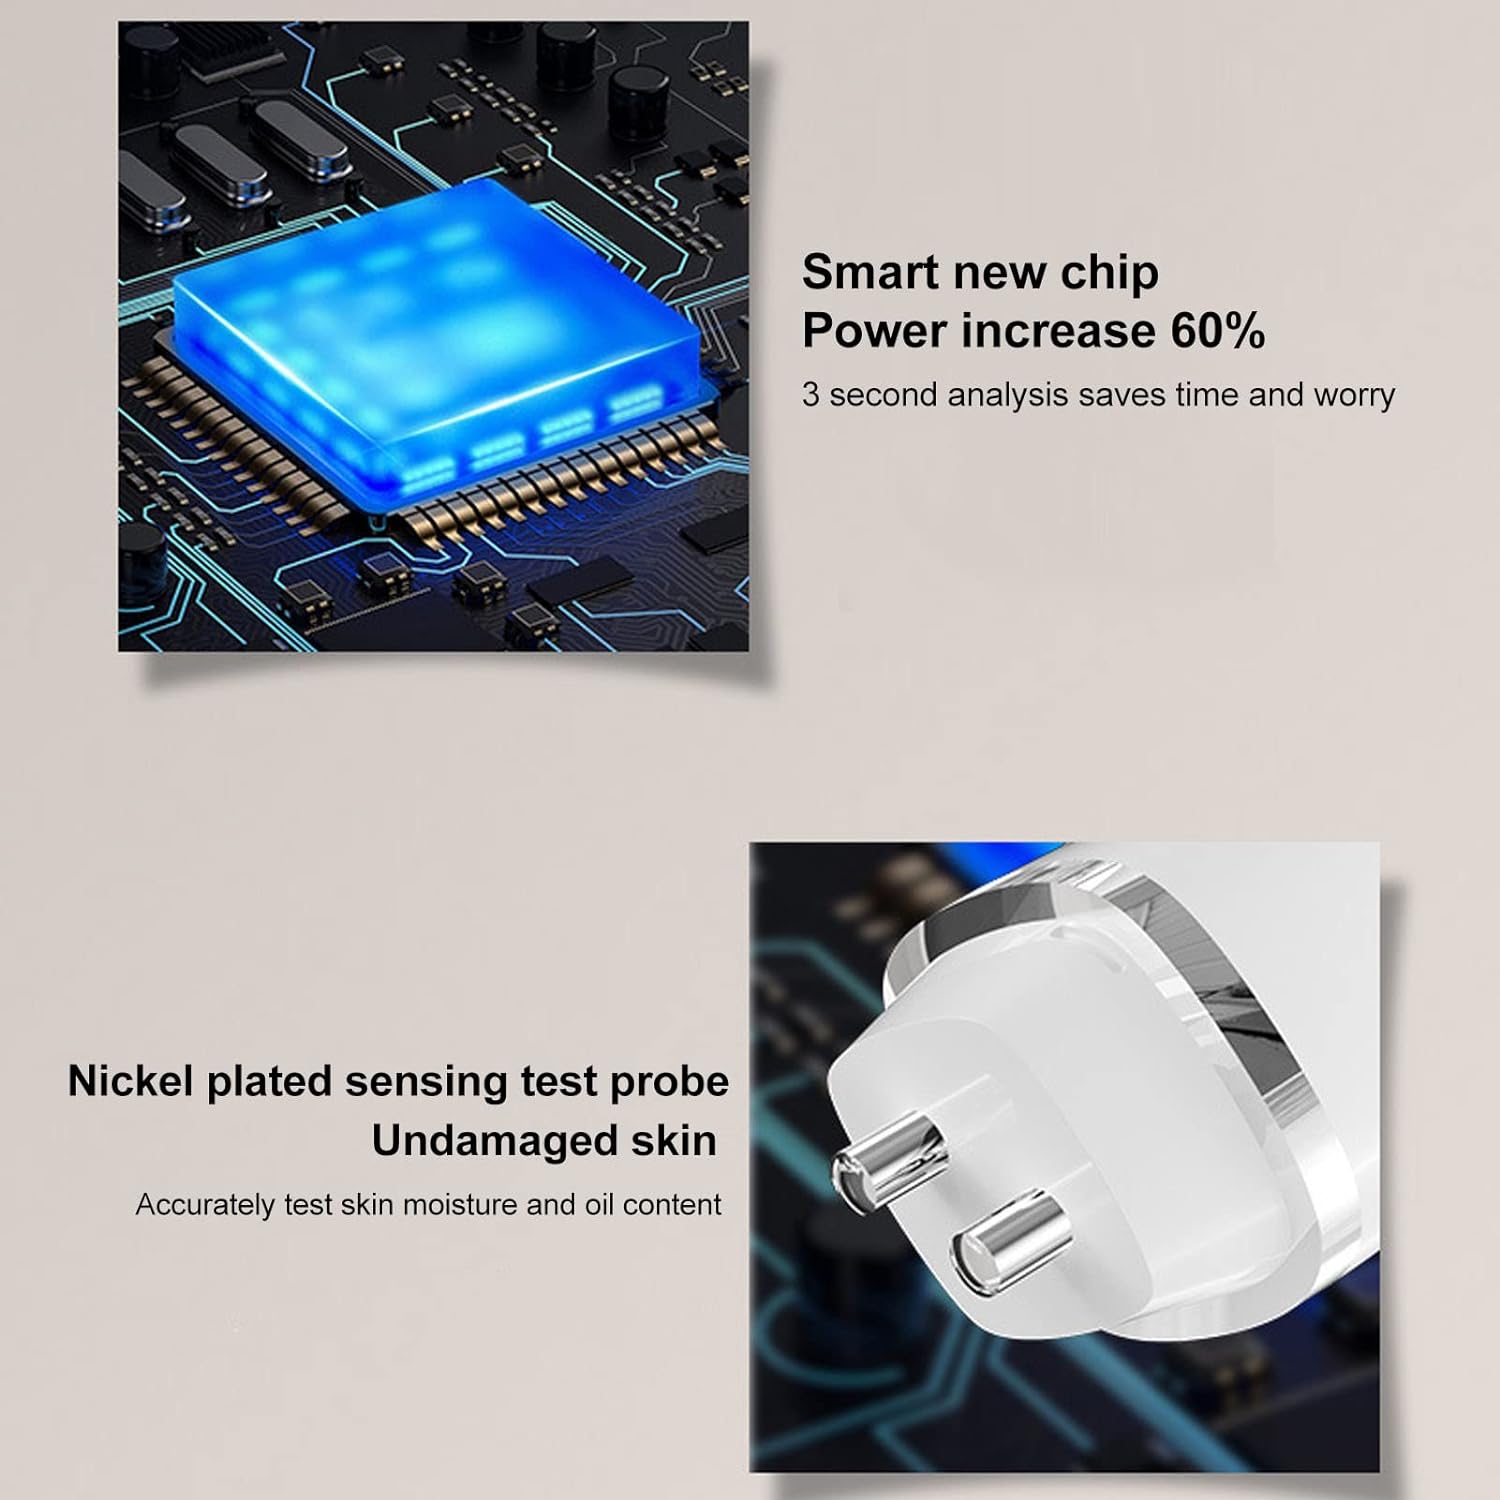 Smart new chip
Power increase 60%
3 second analysis saves time and worry
Nickel plated sensing test probe
Undamaged skin
Accurately test skin moisture and oil content